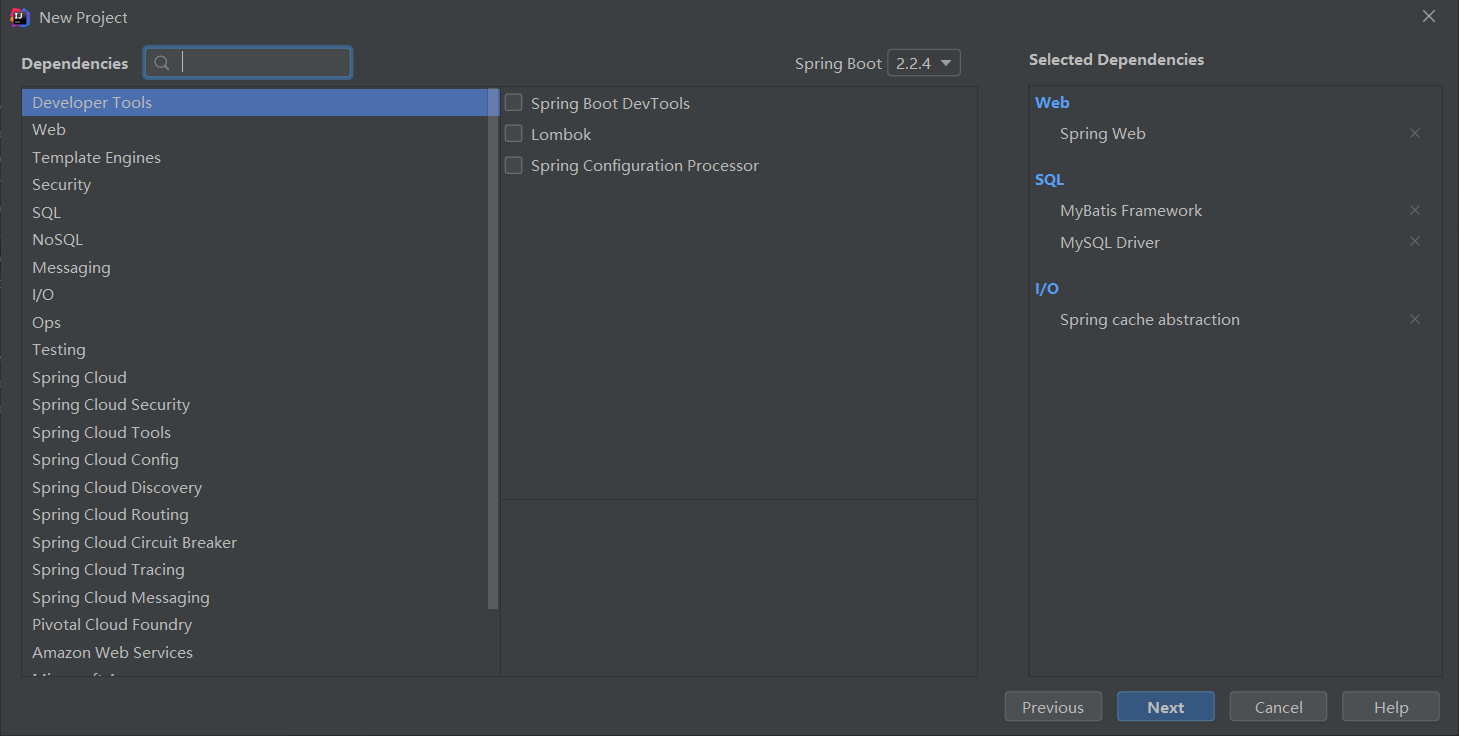 New Project
Dependencies
Spring Boot 2.2.4
Selected Dependencies
Developer Tools
Web
Template Engines
Security
SQL
NoSQL
Messaging
I/O
Ops
Testing
Spring Cloud
Spring Cloud Security
Spring Cloud Tools
Spring Cloud Config
Spring Cloud Discovery
Spring Cloud Routing
Spring Cloud Circuit Breaker
Spring Cloud Tracing
Spring Cloud Messaging
Pivotal Cloud Foundry
Amazon Web Services
Spring Boot DevTools
Lombok
Spring Configuration Processor
Web
Spring Web
SQL
MyBatis Framework
MySQL Driver
I/O
Spring cache abstraction
Previous
Next
Cancel
Help